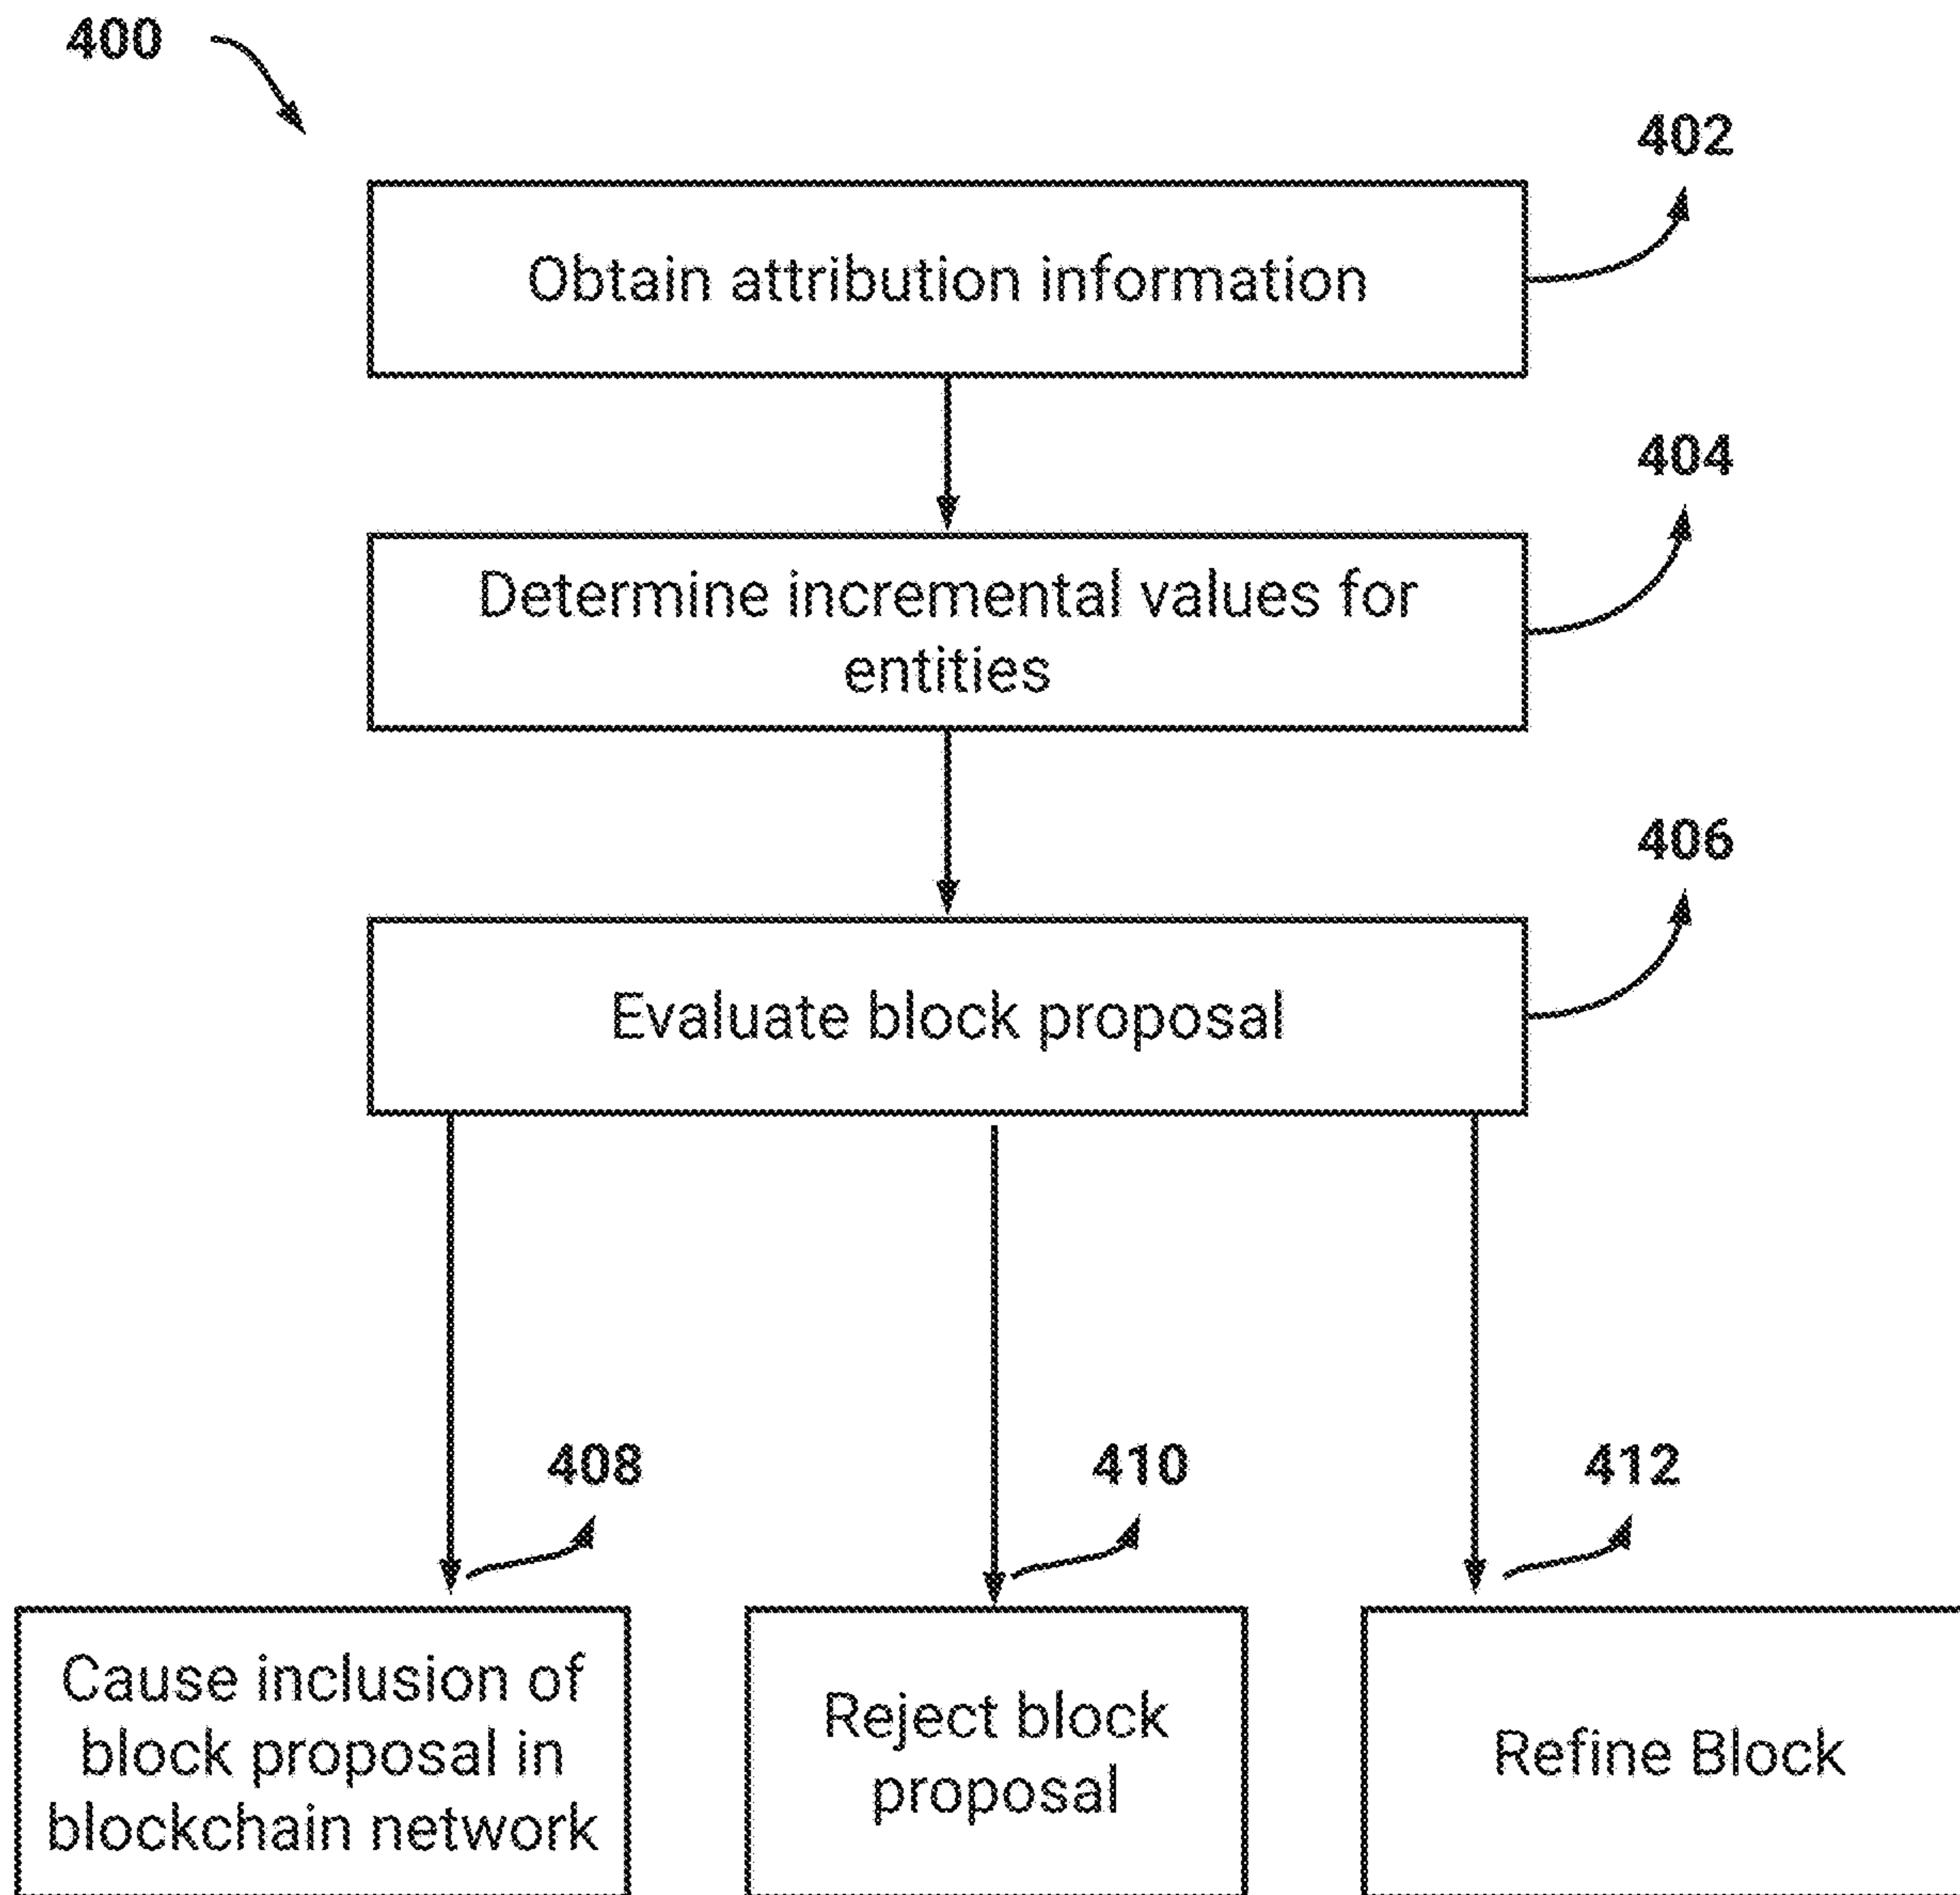 400
402
Obtain attribution information
404
Determine incremental values for
entities
406
Evaluate block proposal
408
410
412
Cause inclusion of
block proposal in
blockchain network
Reject block
proposal
Refine Block